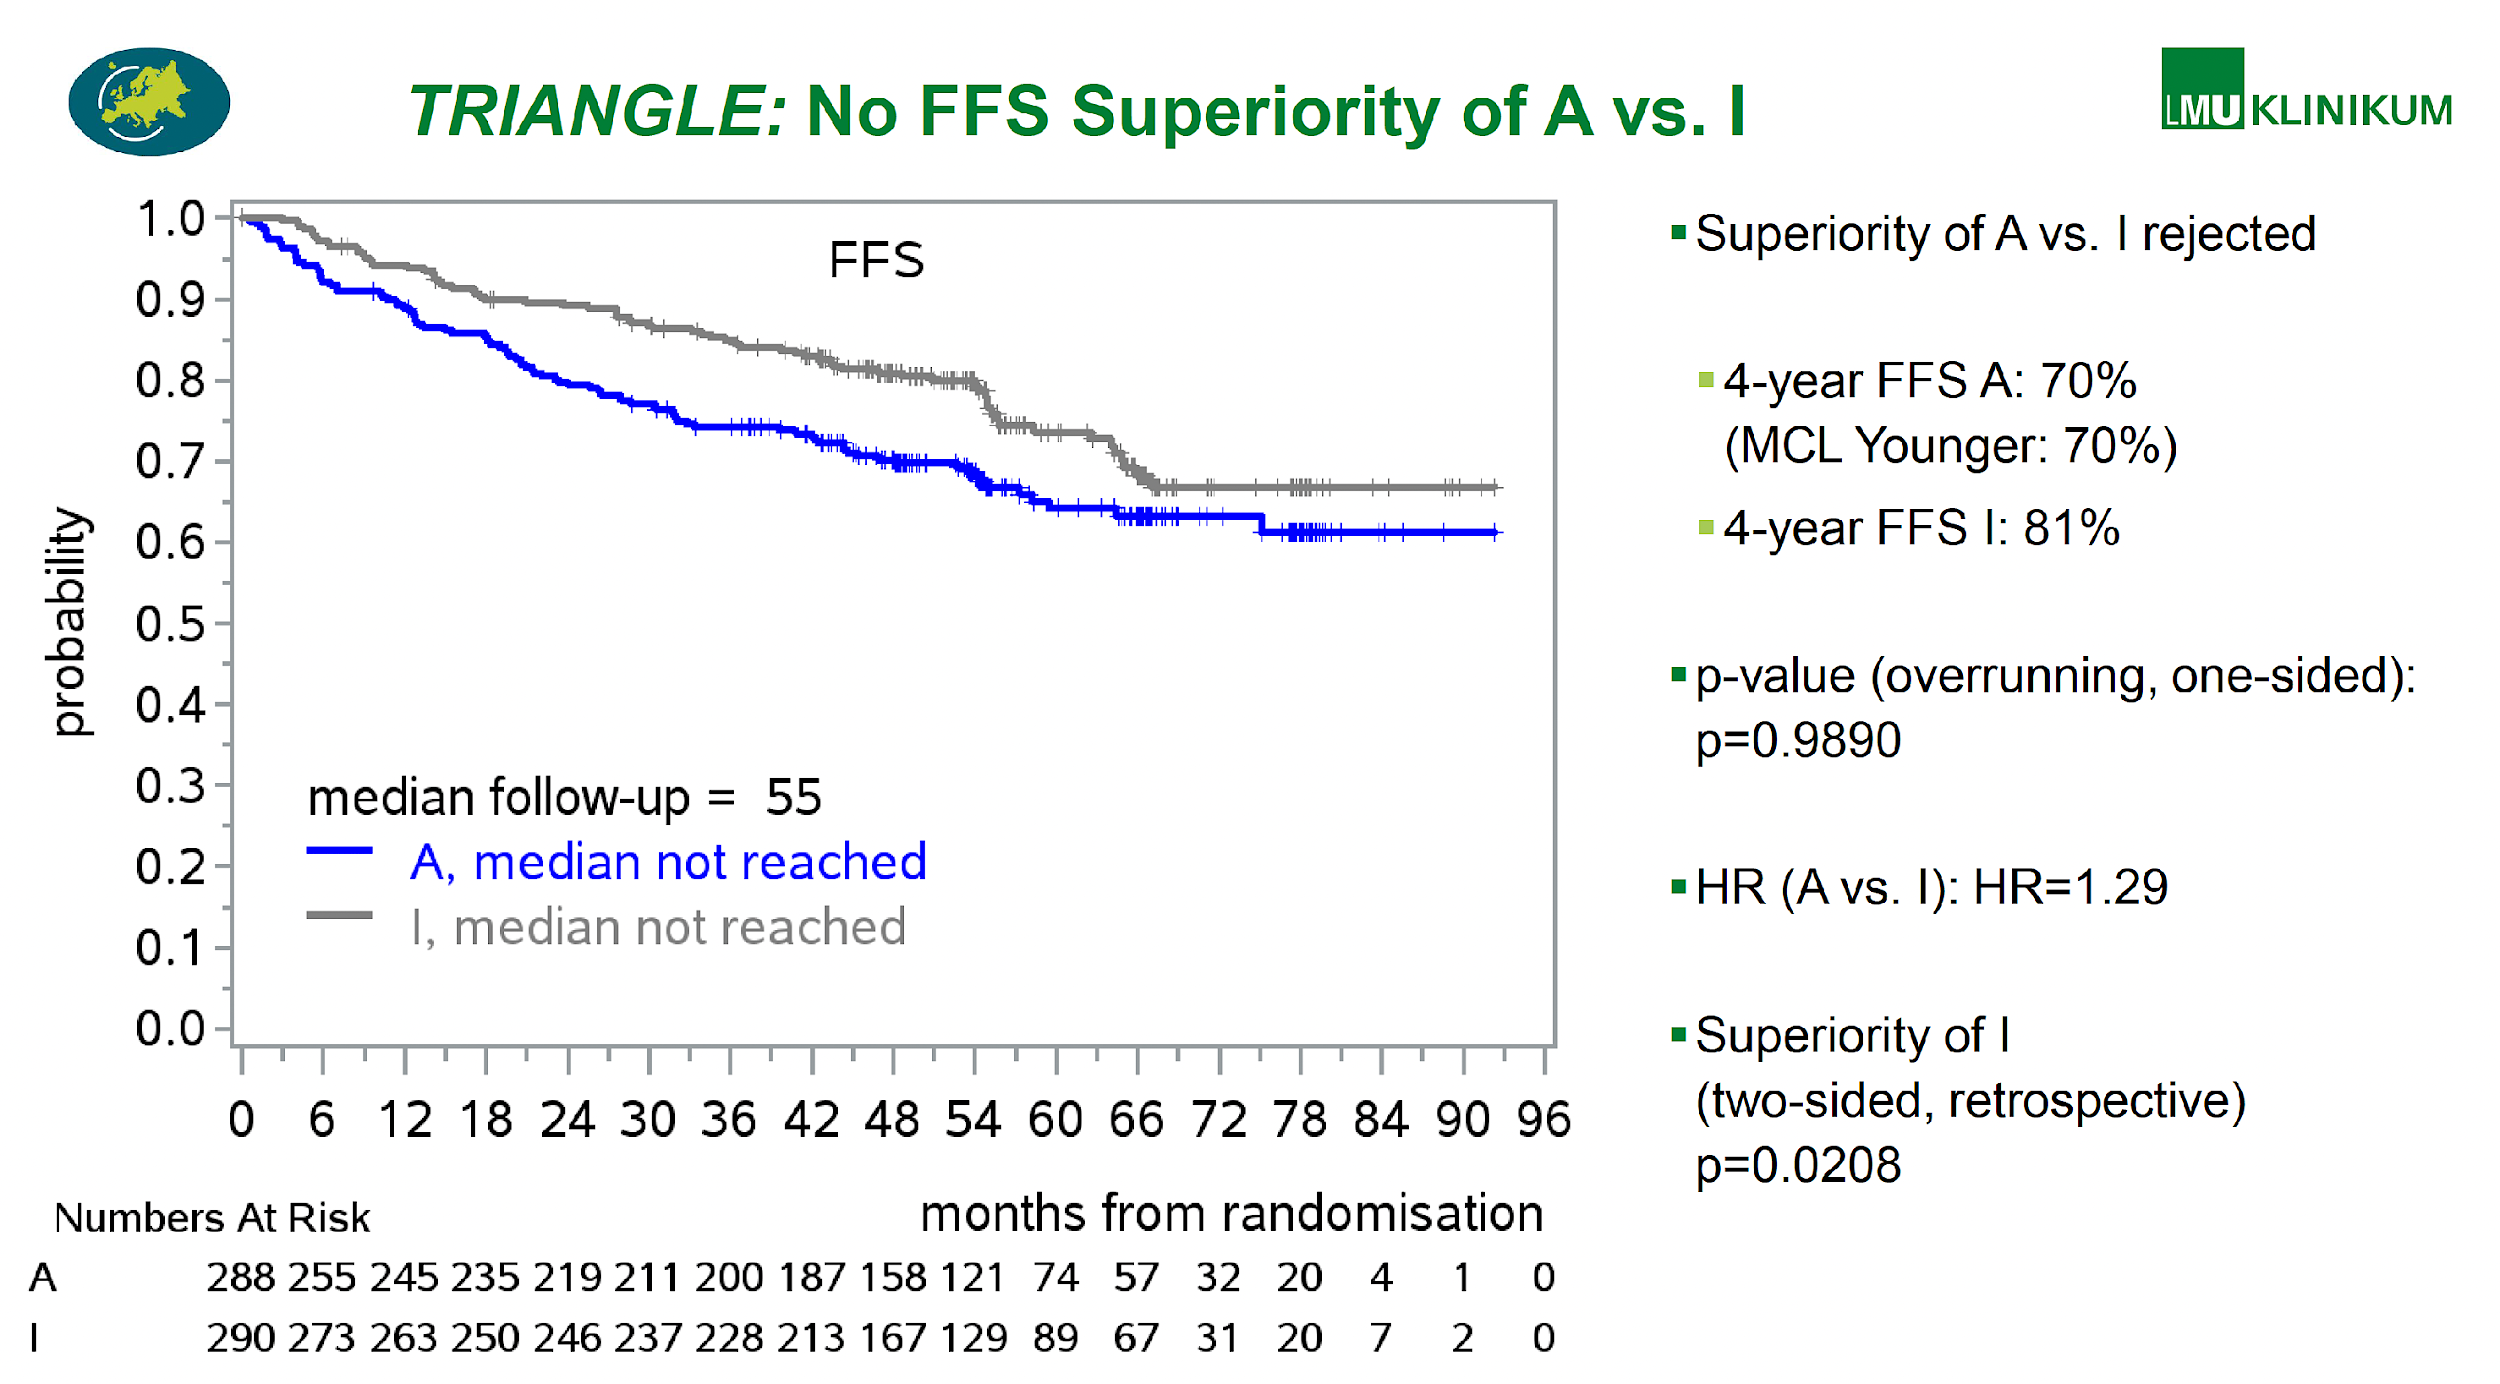 TRIANGLE: No FFS Superiority of A vs. I
LMU KLINIKUM
1.0
0.9
0.8
0.7
0.6
0.5
0.4
0.3
0.2
0.1
0.0
probability
FFS
median follow-up = 55
A, median not reached
I, median not reached
0 6 12 18 24 30 36 42 48 54 60 66 72 78 84 90 96
months from randomisation
Numbers At Risk
A 288 255 245 235 219 211 200 187 158 121 74 57 32 20 4 1 0
I 290 273 263 250 246 237 228 213 167 129 89 67 31 20 7 2 0
Superiority of A vs. I rejected
4-year FFS A: 70%
(MCL Younger: 70%)
4-year FFS I: 81%
p-value (overrunning, one-sided):
p=0.9890
HR (A vs. I): HR=1.29
Superiority of I
(two-sided, retrospective)
p=0.0208